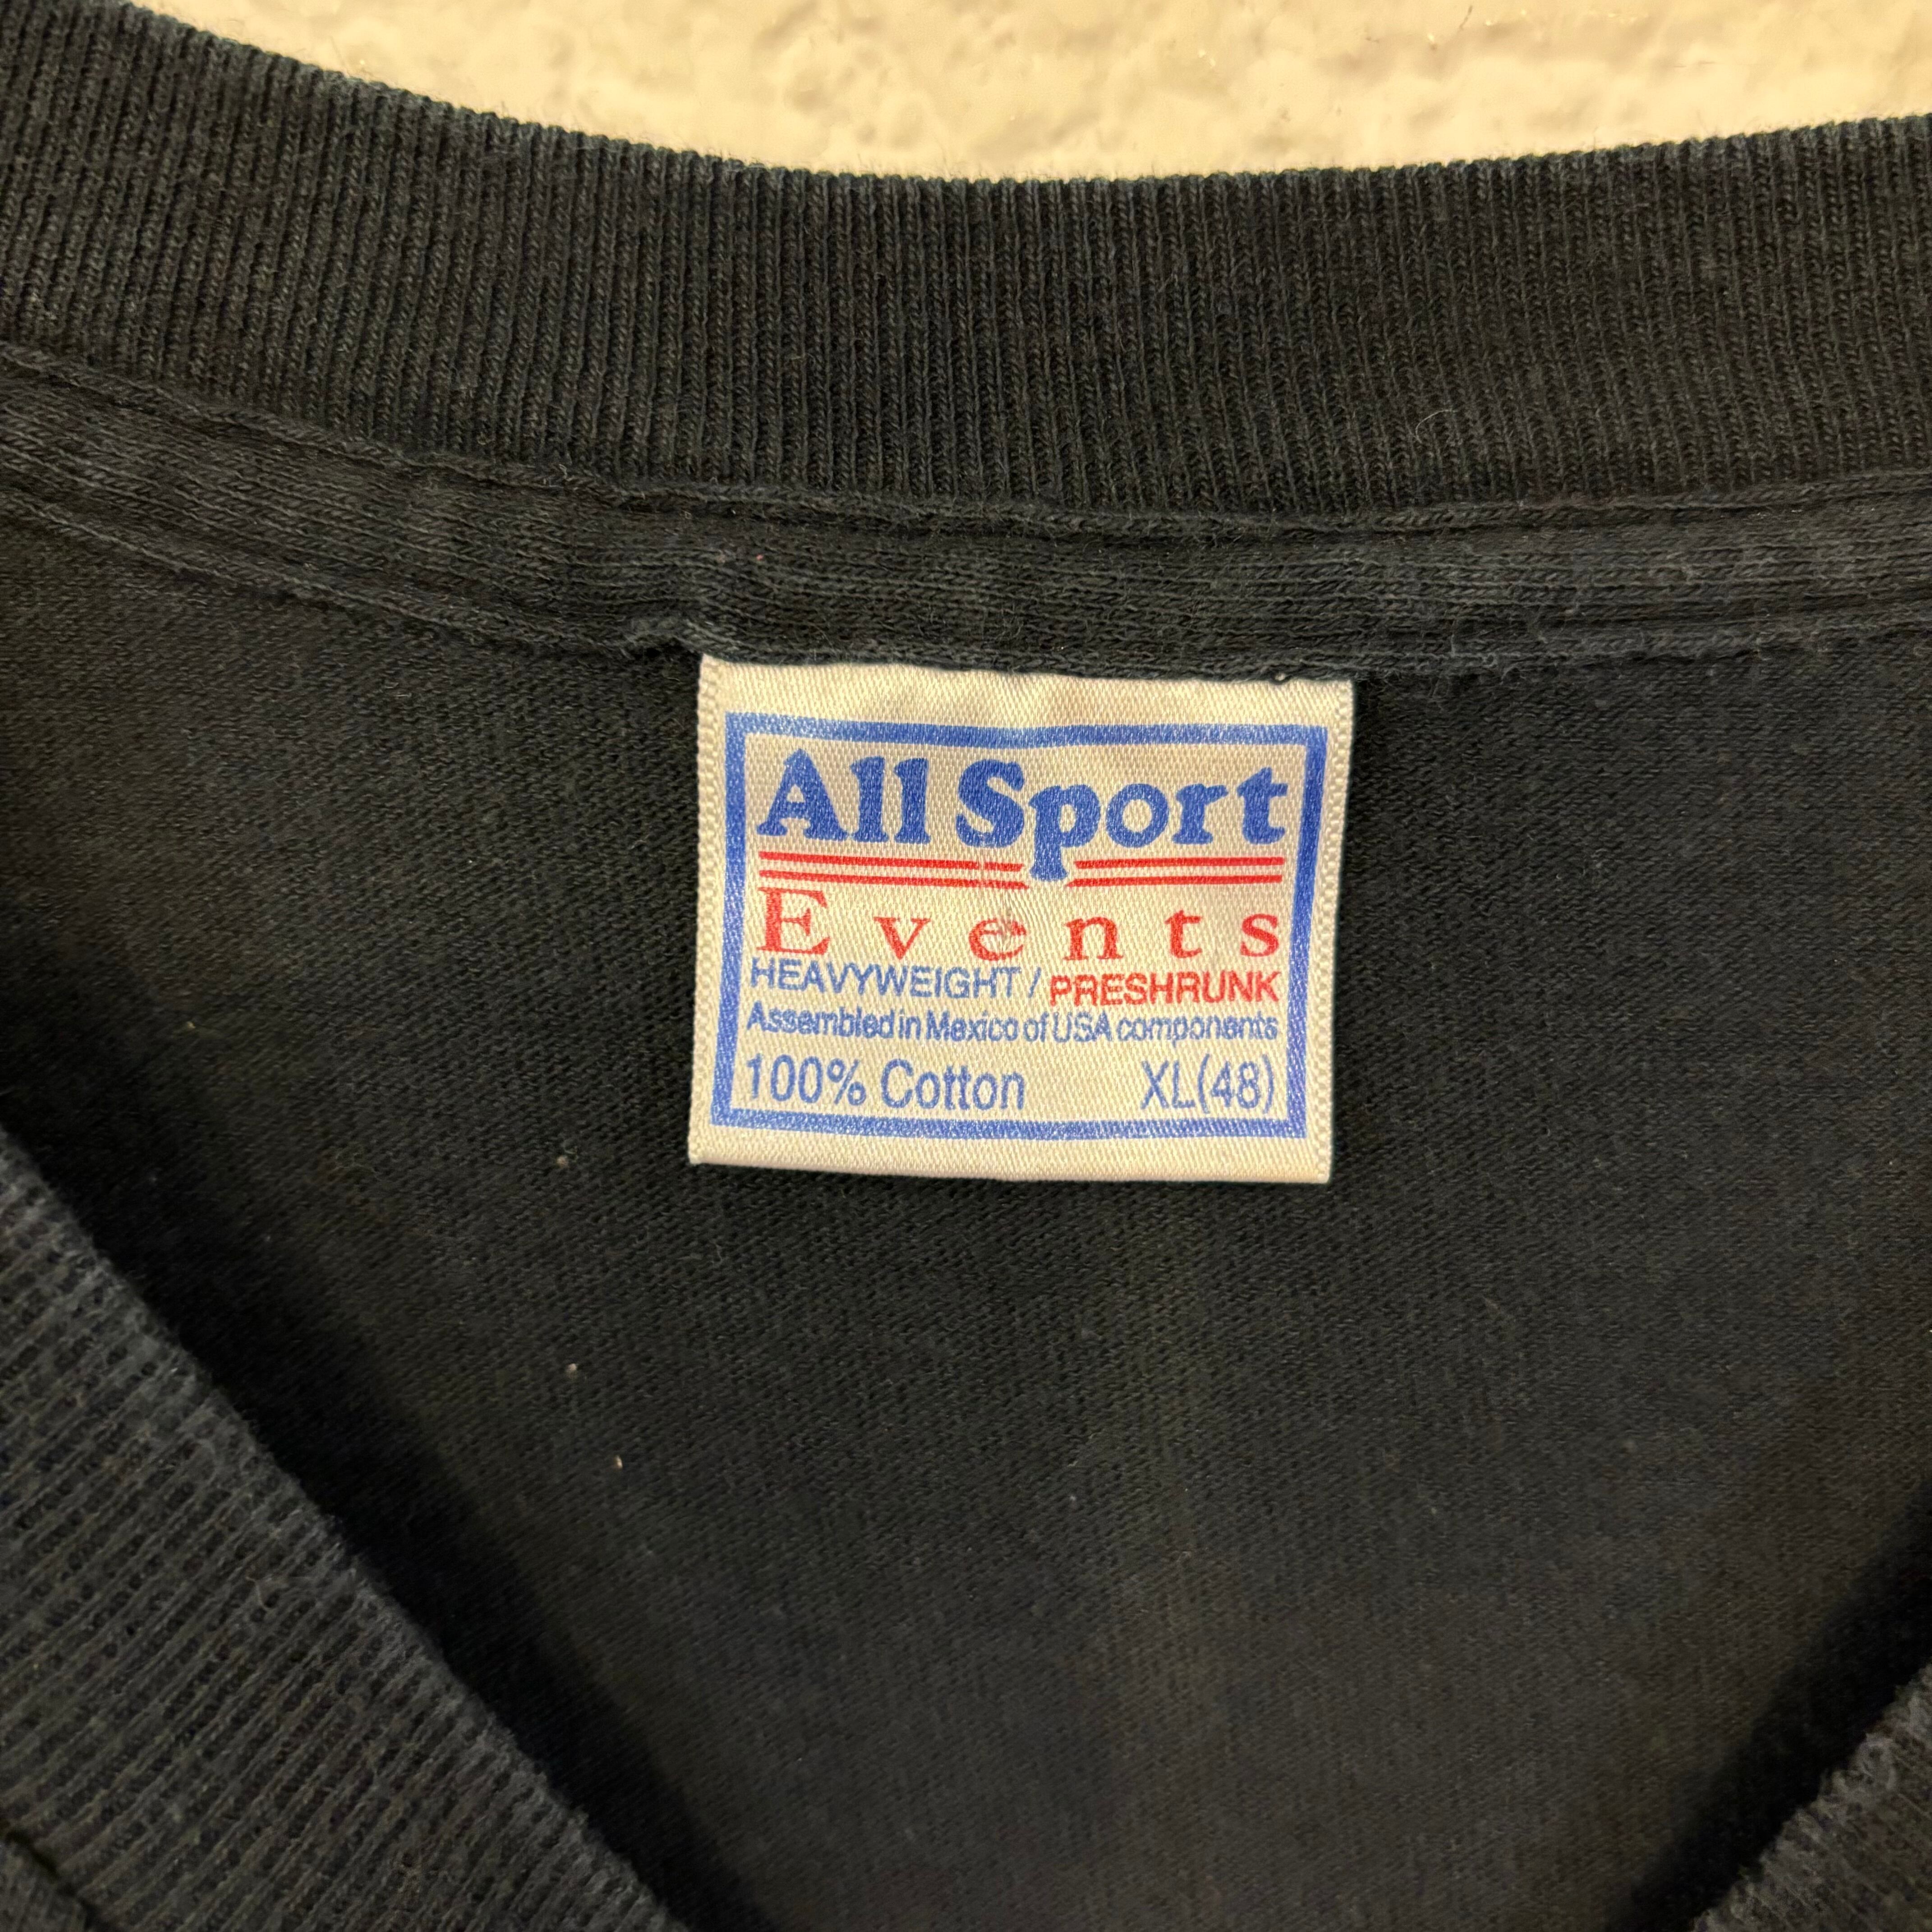 All Sport
Events
HEAVYWEIGHT / PRESHRUNK
Assembled in Mexico of USA components
100% Cotton XL(48)